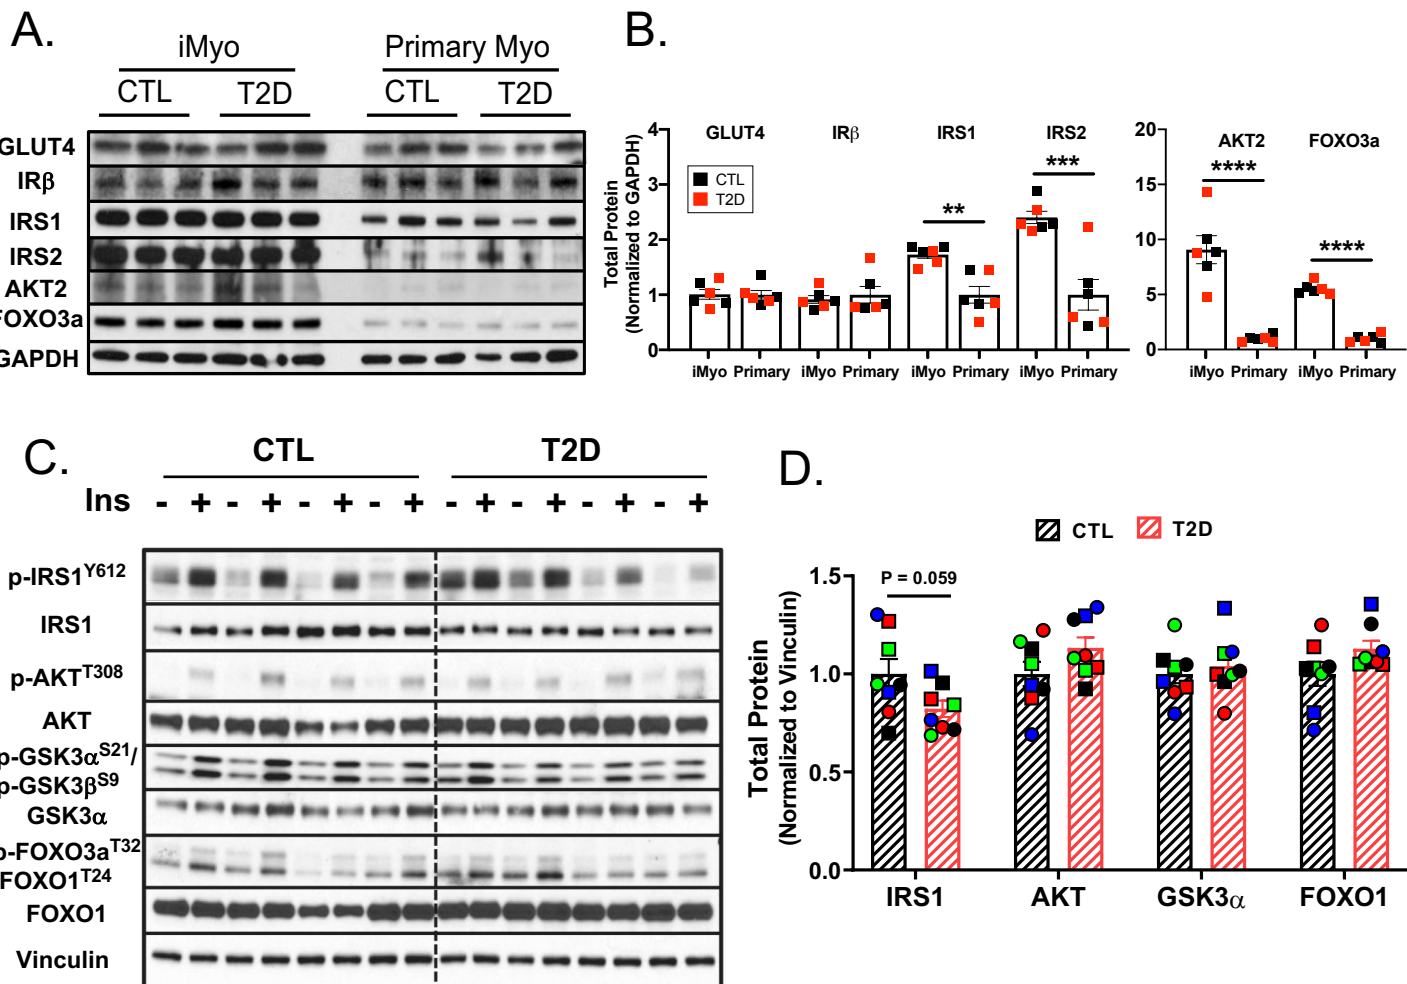 A.
iMyo
Primary Myo
CTL
T2D
CTL
T2D
GLUT4
IRβ
IRS1
IRS2
AKT2
FOXO3a
GAPDH
B.
Total Protein
(Normalized to GAPDH)
4
3
2
1
0
GLUT4
IRβ
IRS1
IRS2
CTL
T2D
**
***
iMyo Primary iMyo Primary iMyo Primary iMyo Primary
20
15
10
5
0
AKT2
FOXO3a
****
****
iMyo Primary iMyo Primary
C.
CTL
T2D
Ins - + - + - + - + - + - + - + - +
p-IRS1Y612
IRS1
p-AKTT308
AKT
p-GSK3αS21/
p-GSK3βS9
GSK3α
p-FOXO3aT32
FOXO1T24
FOXO1
Vinculin
D.
CTL
T2D
Total Protein
(Normalized to Vinculin)
1.5
1.0
0.5
0.0
P = 0.059
IRS1
AKT
GSK3α
FOXO1